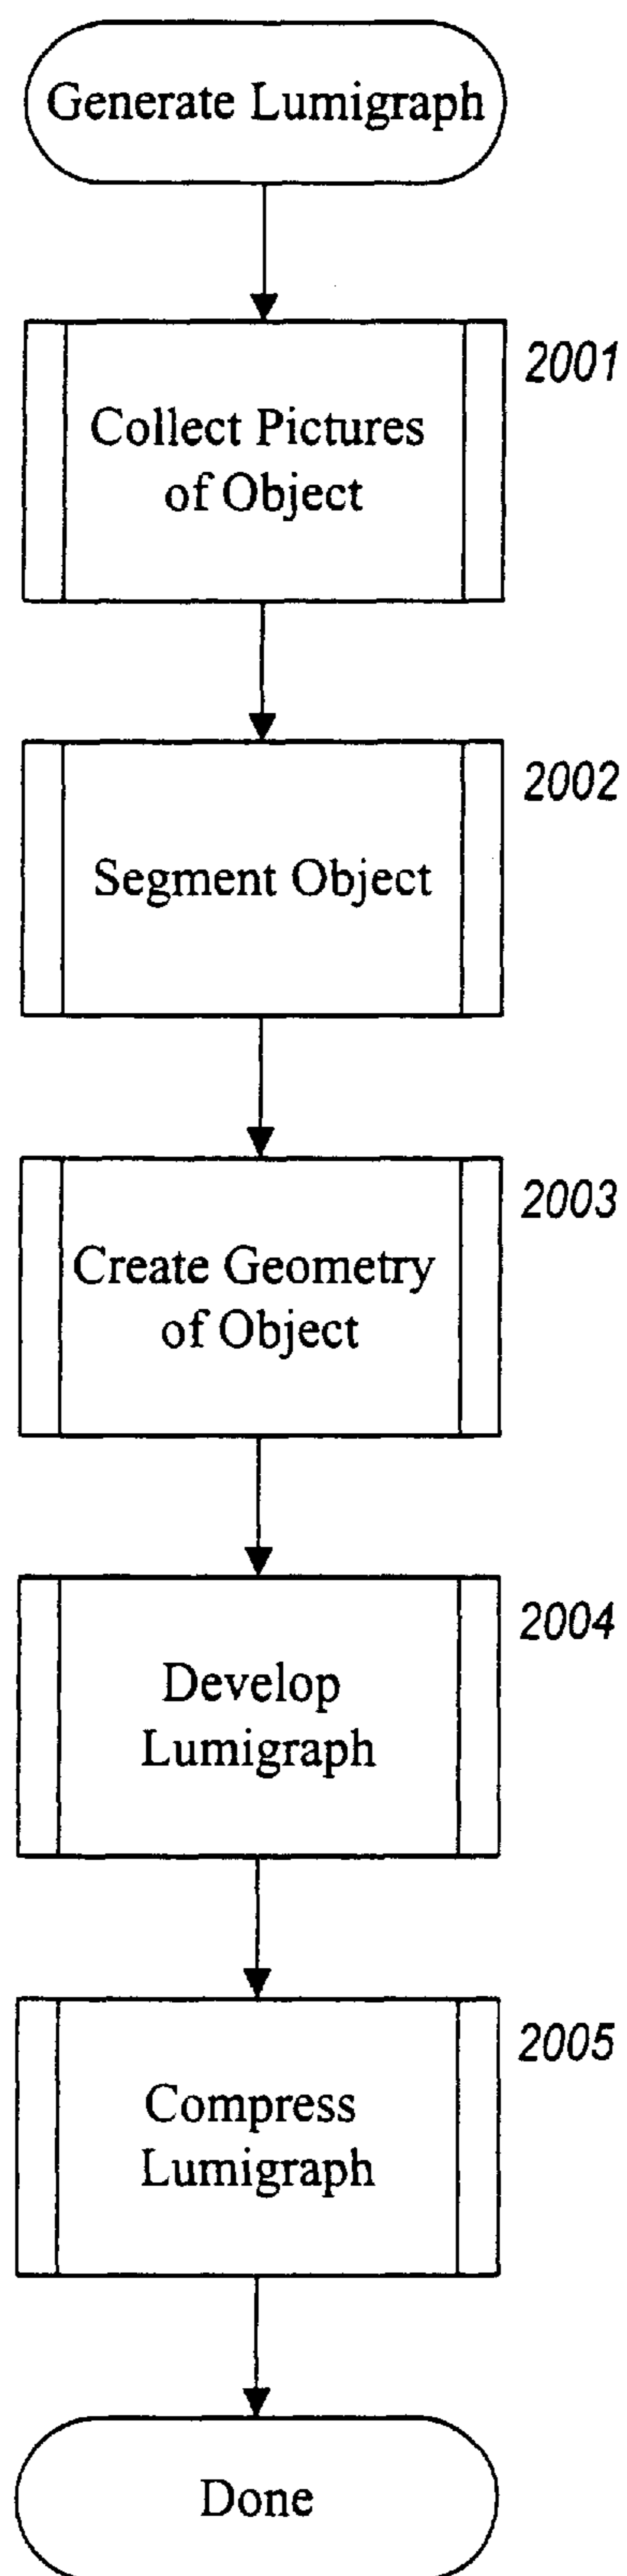 Generate Lumigraph
2001
Collect Pictures
of Object
2002
Segment Object
2003
Create Geometry
of Object
2004
Develop
Lumigraph
2005
Compress
Lumigraph
Done